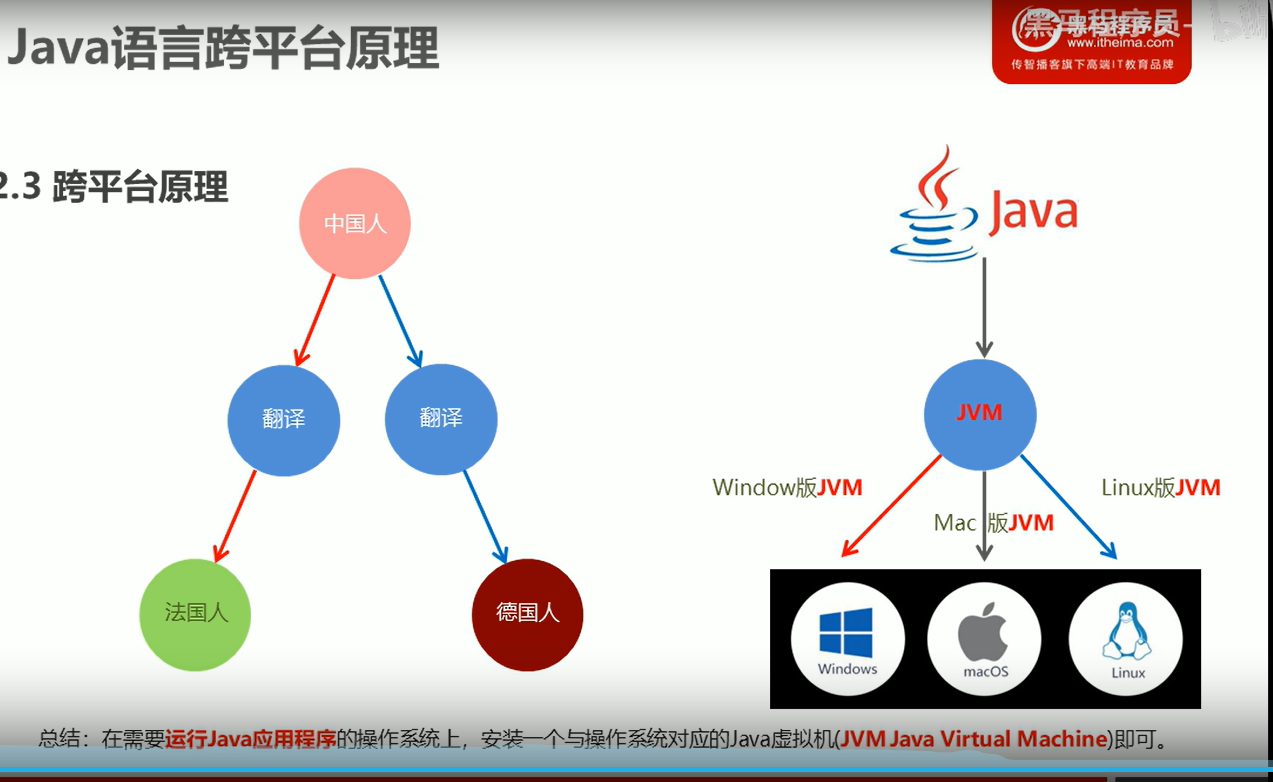 Java语言跨平台原理
黑马程序员-
www.itheima.com
传智播客旗下高端IT教育品牌
2.3 跨平台原理
中国人
Java
翻译
翻译
JVM
Window版JVM
Linux版JVM
Mac 版JVM
法国人
德国人
Windows
macOS
Linux
总结：在需要运行Java应用程序的操作系统上，安装一个与操作系统对应的Java虚拟机(JVM Java Virtual Machine)即可。